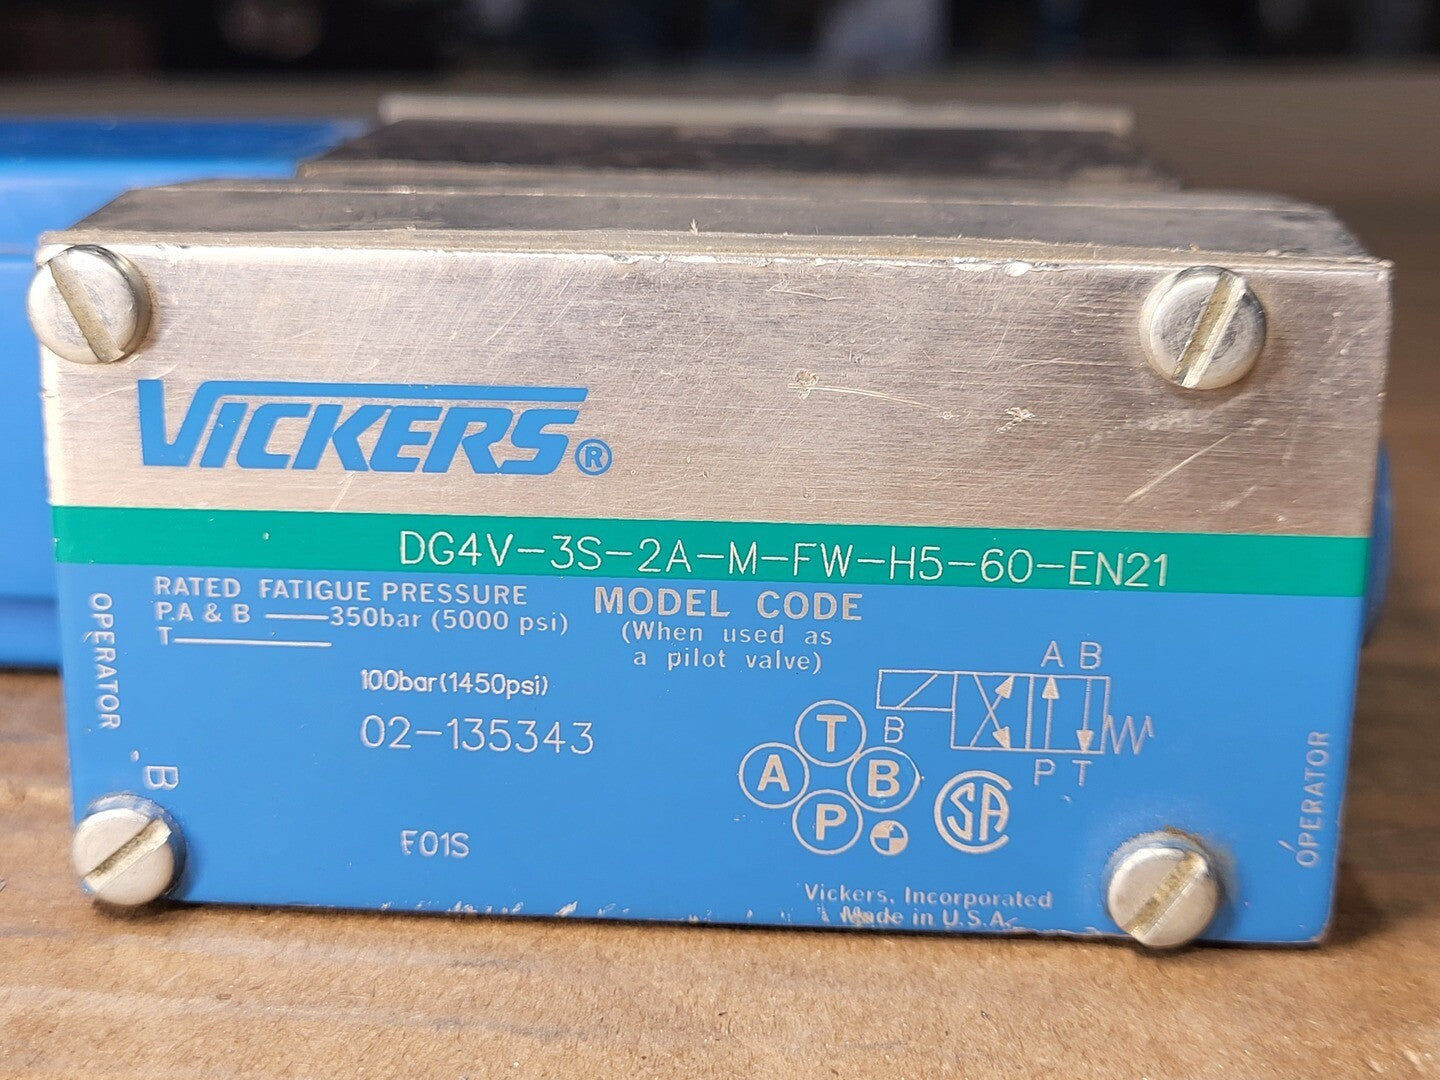 VICKERS®
DG4V-3S-2A-M-FW-H5-60-EN21
RATED FATIGUE PRESSURE
P.A & B 350bar (5000 psi)
T
100bar(1450psi)
02-135343
F01S
MODEL CODE
(When used as
a pilot valve)
OPERATOR
B
A B
B
P T
T
A B
P
SA
OPERATOR
Vickers, Incorporated
Made in U.S.A.